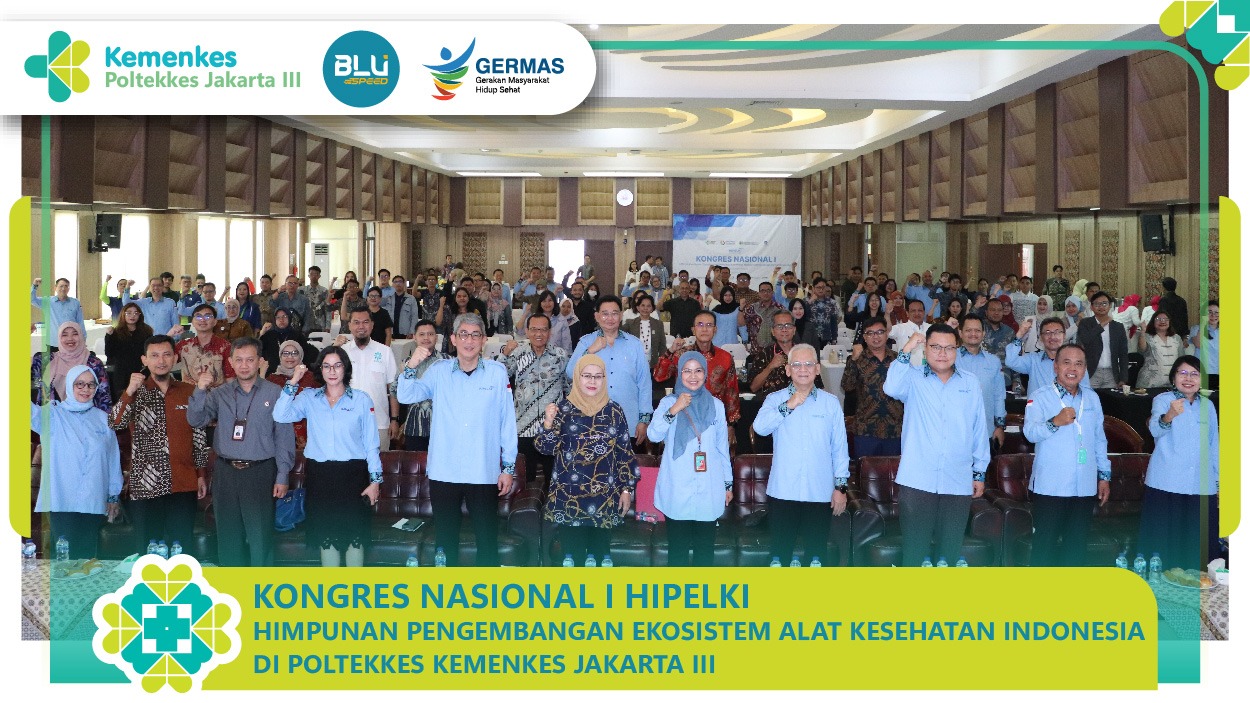 Kemenkes
Poltekkes Jakarta III
BLU
SPEED
GERMAS
Gerakan Masyarakat
Hidup Sehat
KONGRES NASIONAL I
KONGRES NASIONAL I HIPELKI
HIMPUNAN PENGEMBANGAN EKOSISTEM ALAT KESEHATAN INDONESIA
DI POLTEKKES KEMENKES JAKARTA III